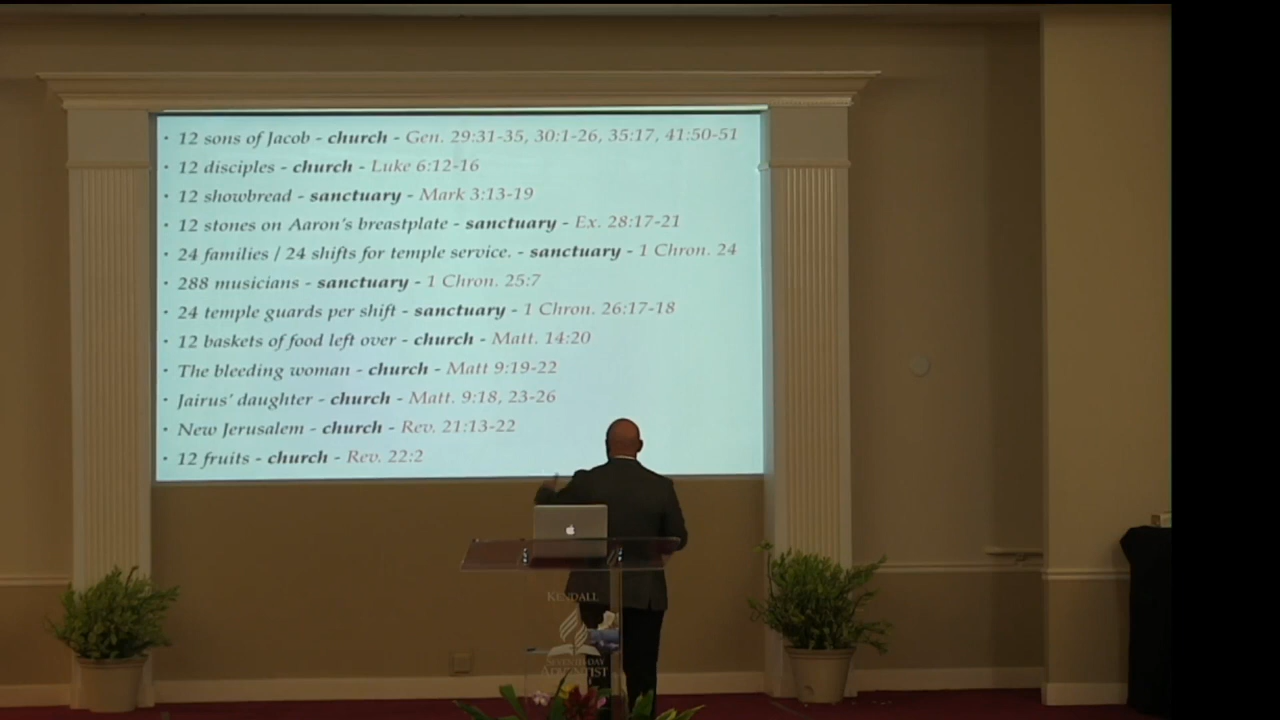 · 12 sons of Jacob - church - Gen. 29:31-35, 30:1-26, 35:17, 41:50-51
· 12 disciples - church - Luke 6:12-16
· 12 showbread - sanctuary - Mark 3:13-19
· 12 stones on Aaron's breastplate - sanctuary - Ex. 28:17-21
· 24 families / 24 shifts for temple service. - sanctuary - 1 Chron. 24
· 288 musicians - sanctuary - 1 Chron. 25:7
· 24 temple guards per shift - sanctuary - 1 Chron. 26:17-18
· 12 baskets of food left over - church - Matt. 14:20
· The bleeding woman - church - Matt 9:19-22
· Jairus' daughter - church - Matt. 9:18, 23-26
· New Jerusalem - church - Rev. 21:13-22
· 12 fruits - church - Rev. 22:2
KENDALL
SEVENTH-DAY
ADVENTIST